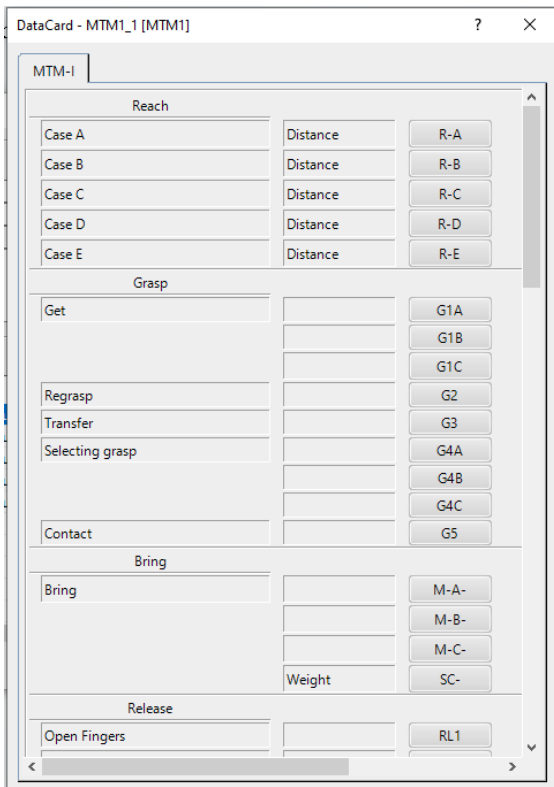 DataCard - MTM1_1 [MTM1] ?
MTM-I
Reach
Case A Distance R-A
Case B Distance R-B
Case C Distance R-C
Case D Distance R-D
Case E Distance R-E
Grasp
Get G1A
G1B
G1C
Regrasp G2
Transfer G3
Selecting grasp G4A
G4B
G4C
Contact G5
Bring
Bring M-A-
M-B-
M-C-
Weight SC-
Release
Open Fingers RL1